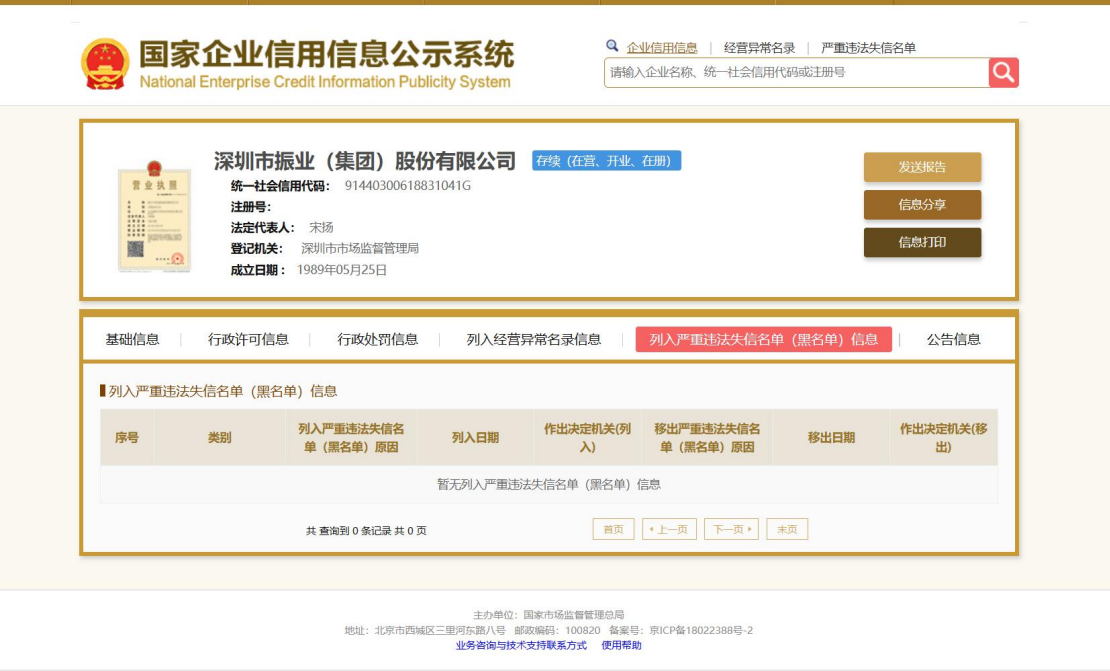 国家企业信用信息公示系统
National Enterprise Credit Information Publicity System
企业信用信息 | 经营异常名录 | 严重违法失信名单
请输入企业名称、统一社会信用代码或注册号
深圳市振业（集团）股份有限公司 存续（在营、开业、在册）
统一社会信用代码： 91440300618831041G
注册号：
法定代表人： 宋扬
登记机关： 深圳市市场监督管理局
成立日期： 1989年05月25日
营业执照
发送报告
信息分享
信息打印
基础信息 | 行政许可信息 | 行政处罚信息 | 列入经营异常名录信息 | 列入严重违法失信名单（黑名单）信息 | 公告信息
列入严重违法失信名单（黑名单）信息
序号 类别 列入严重违法失信名单（黑名单）原因 列入日期 作出决定机关(列入) 移出严重违法失信名单（黑名单）原因 移出日期 作出决定机关(移出)
暂无列入严重违法失信名单（黑名单）信息
共 查询到 0 条记录 共 0 页 首页 上一页 下一页 末页
主办单位：国家市场监督管理总局
地址：北京市西城区三里河东路八号 邮政编码：100820 备案号：京ICP备18022388号-2
业务咨询与技术支持联系方式 使用帮助